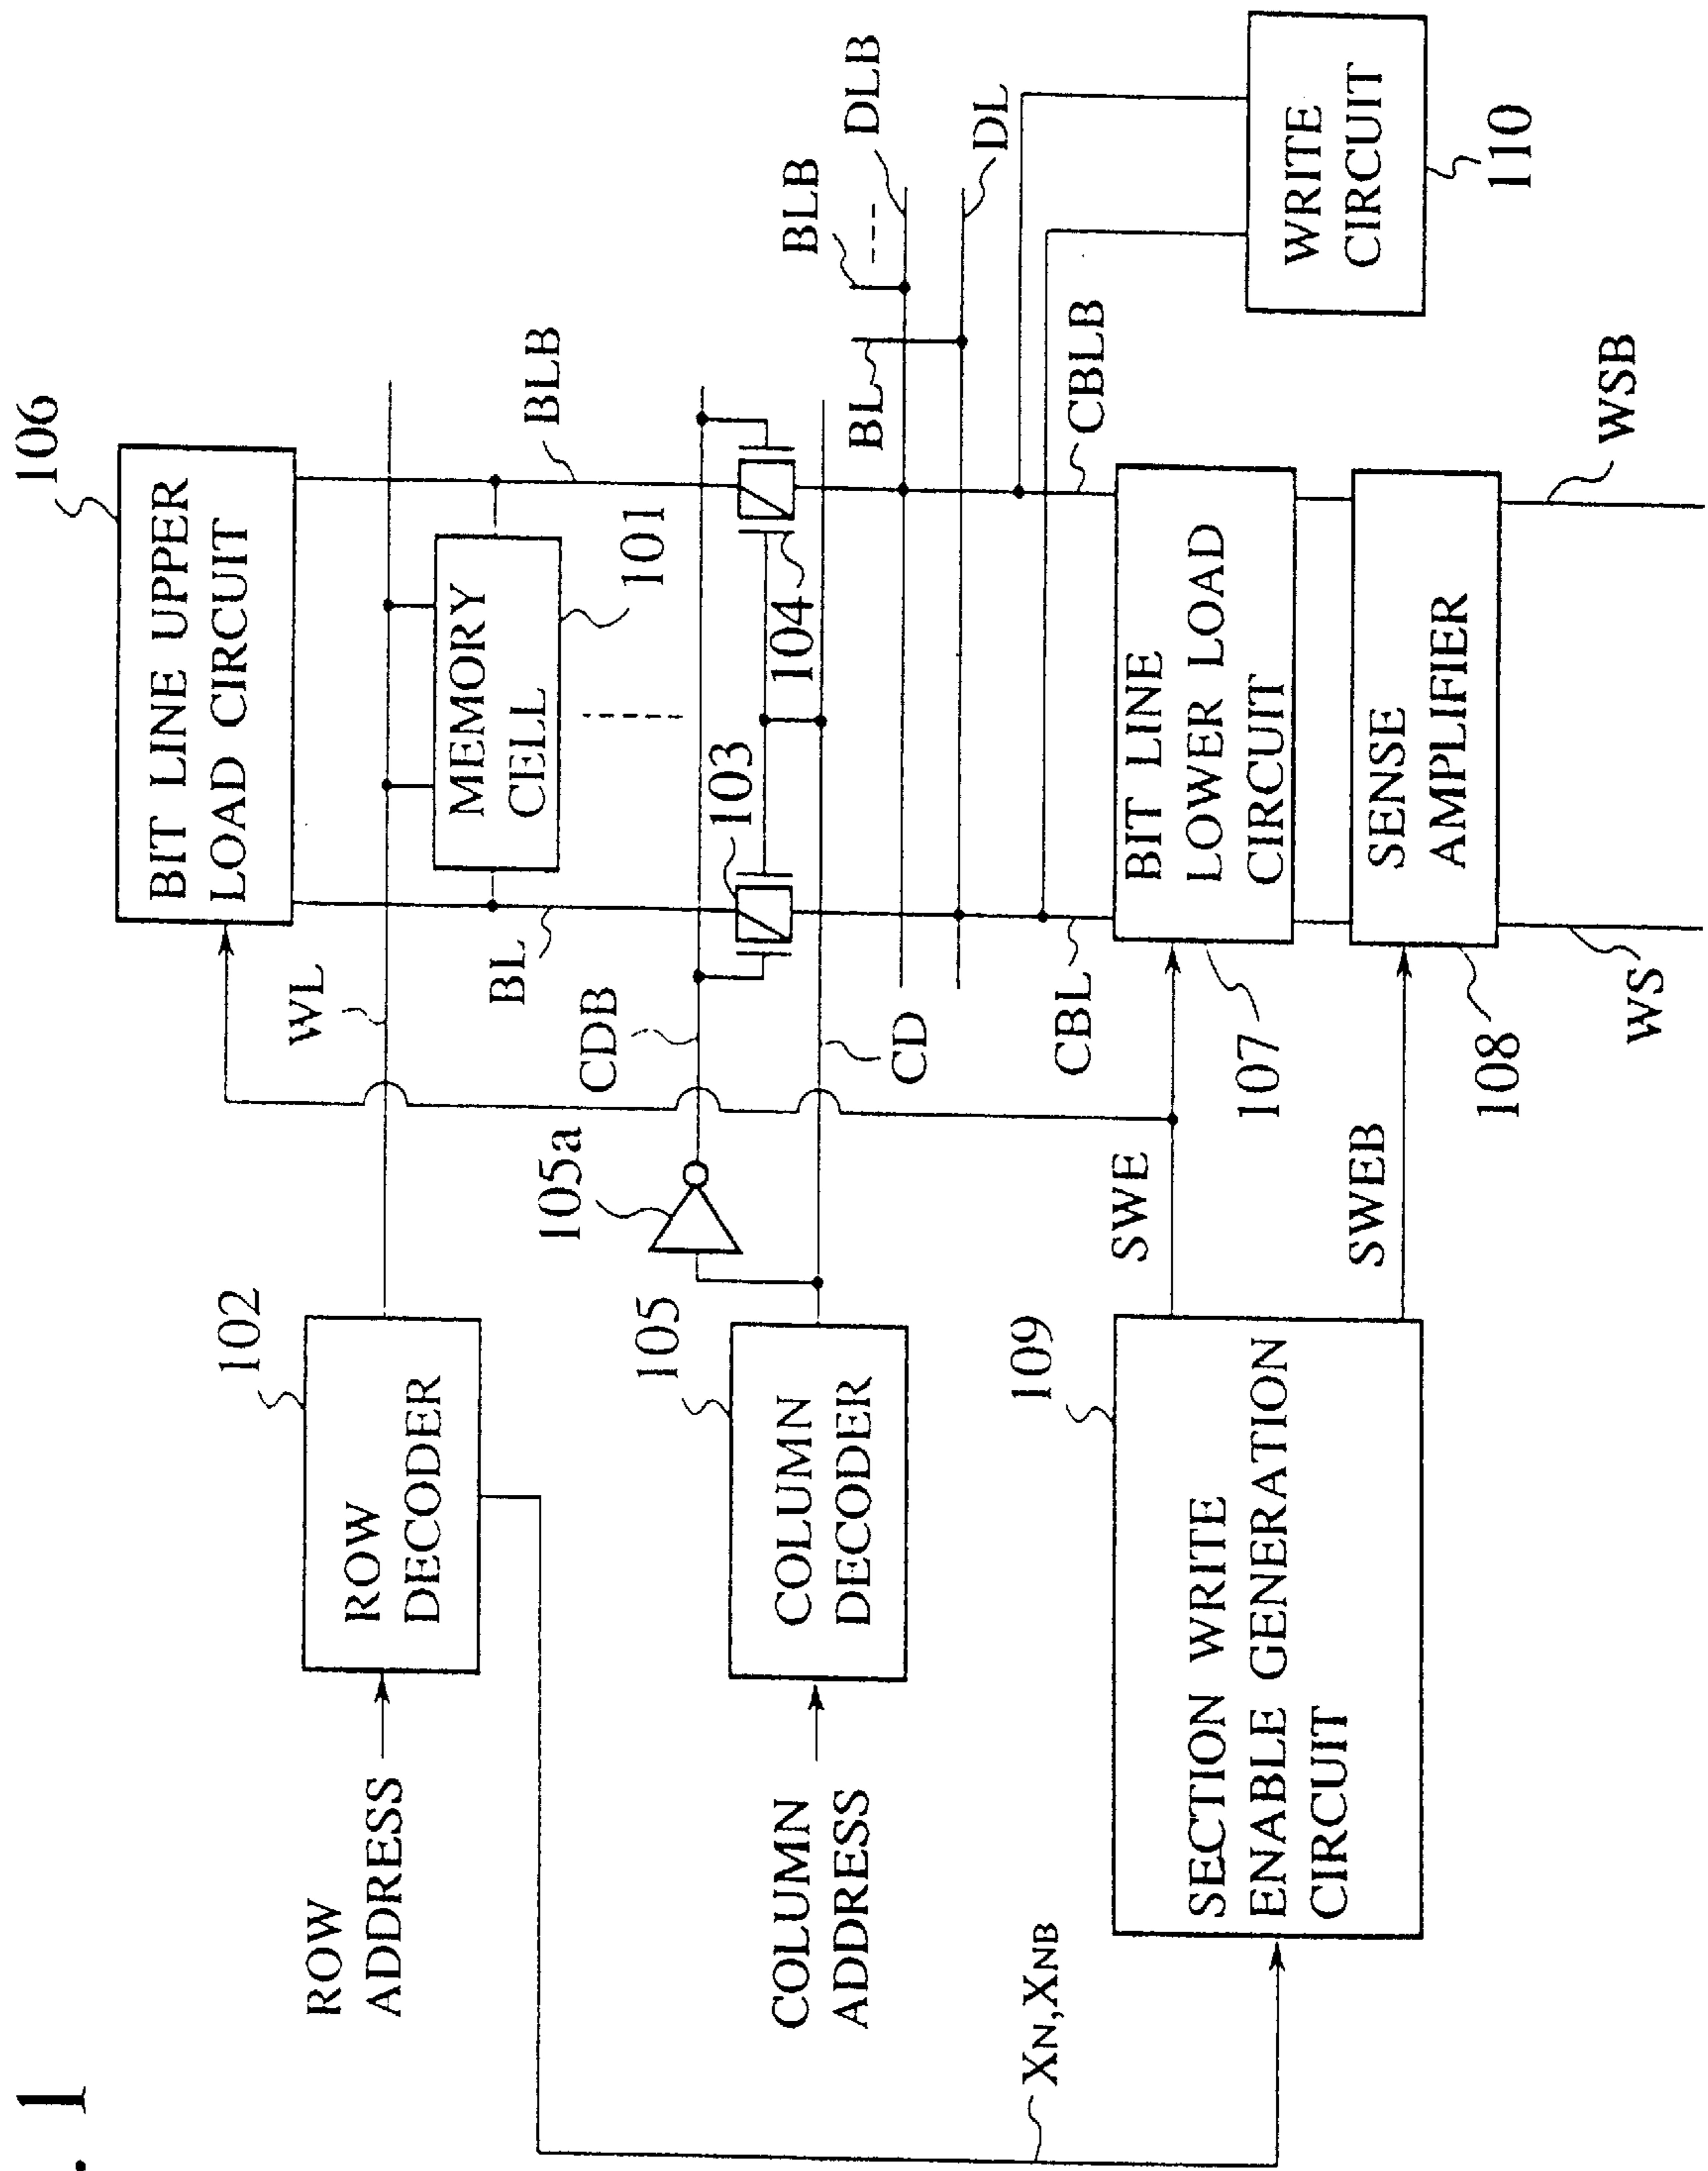 . 1
106
BIT LINE UPPER
LOAD CIRCUIT
102
ROW
DECODER
ROW
ADDRESS
WL
MEMORY
CELL
101
BL
BLB
105a
CDB
103
104
105
COLUMN
DECODER
COLUMN
ADDRESS
CD
BL
BLB
DLB
DL
CBL
CBLB
109
SECTION WRITE
ENABLE GENERATION
CIRCUIT
XN,XNB
SWE
SWEB
107
BIT LINE
LOWER LOAD
CIRCUIT
108
SENSE
AMPLIFIER
WRITE
CIRCUIT
110
WS
WSB